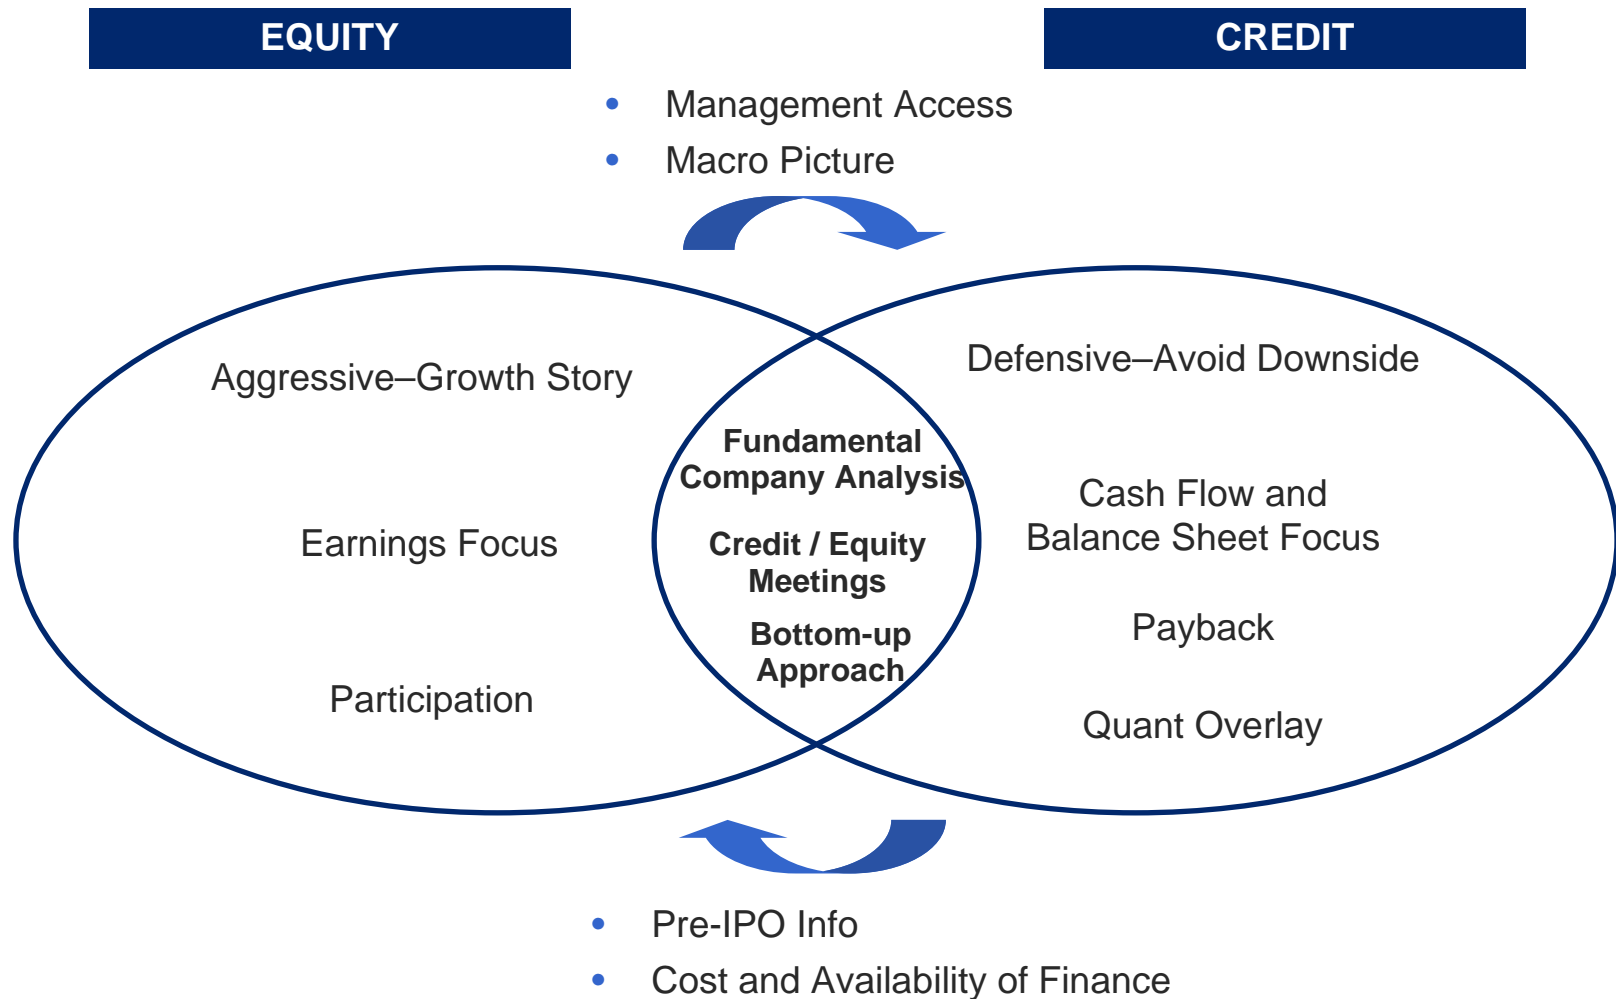 EQUITY
CREDIT
• Management Access
• Macro Picture
Aggressive–Growth Story
Earnings Focus
Participation
Fundamental
Company Analysis
Credit / Equity
Meetings
Bottom-up
Approach
Defensive–Avoid Downside
Cash Flow and
Balance Sheet Focus
Payback
Quant Overlay
• Pre-IPO Info
• Cost and Availability of Finance